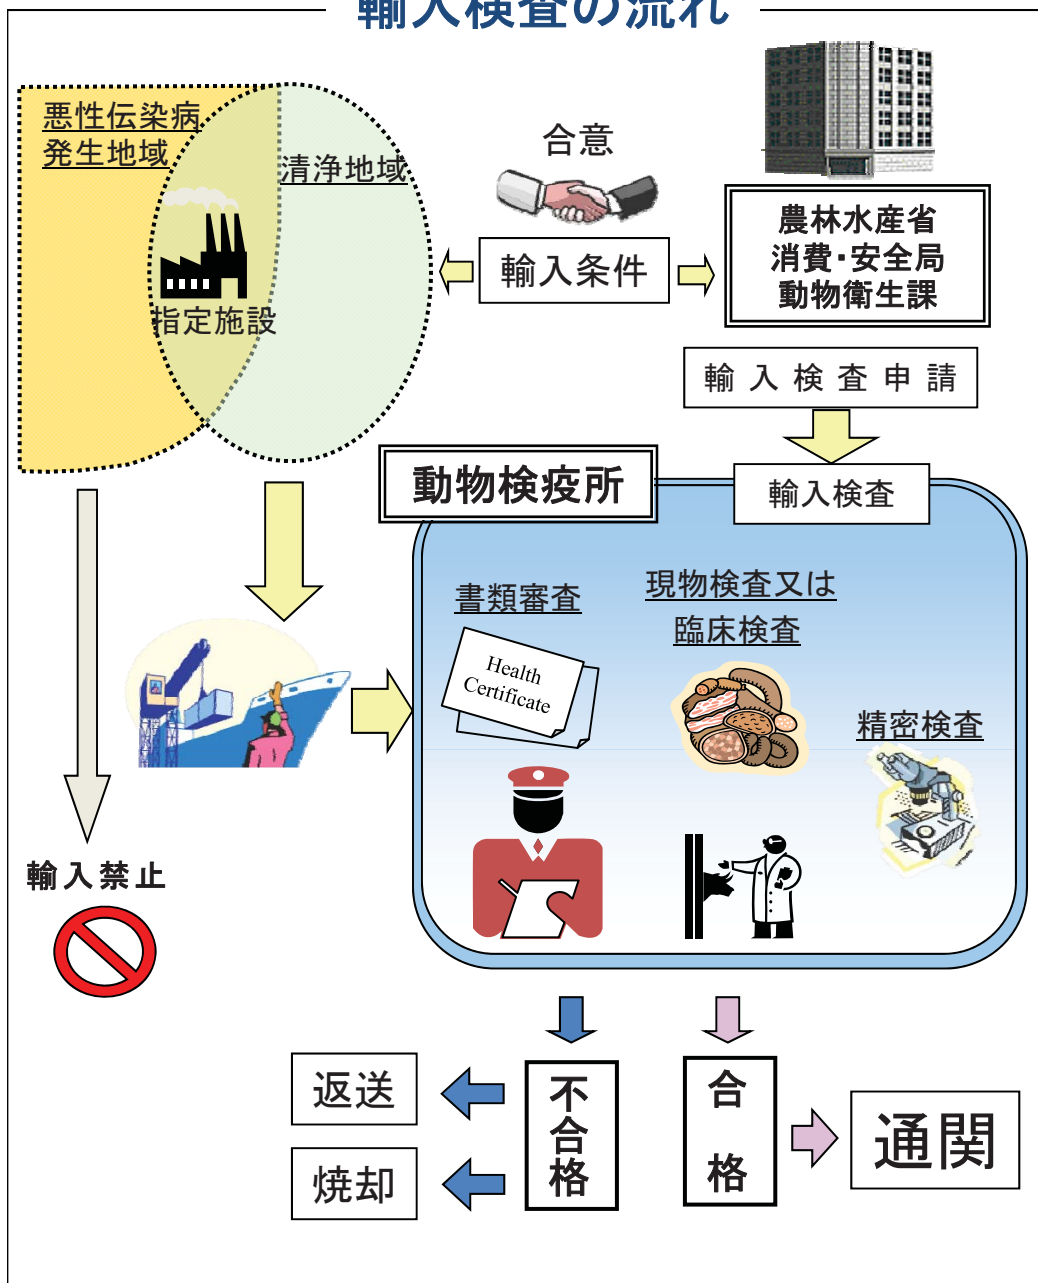 輸入検査の流れ
悪性伝染病
発生地域
清浄地域
指定施設
合意
輸入条件
農林水産省
消費・安全局
動物衛生課
輸入検査申請
動物検疫所
輸入検査
書類審査
現物検査又は
臨床検査
Health
Certificate
精密検査
輸入禁止
不合格
合格
返送
焼却
通関